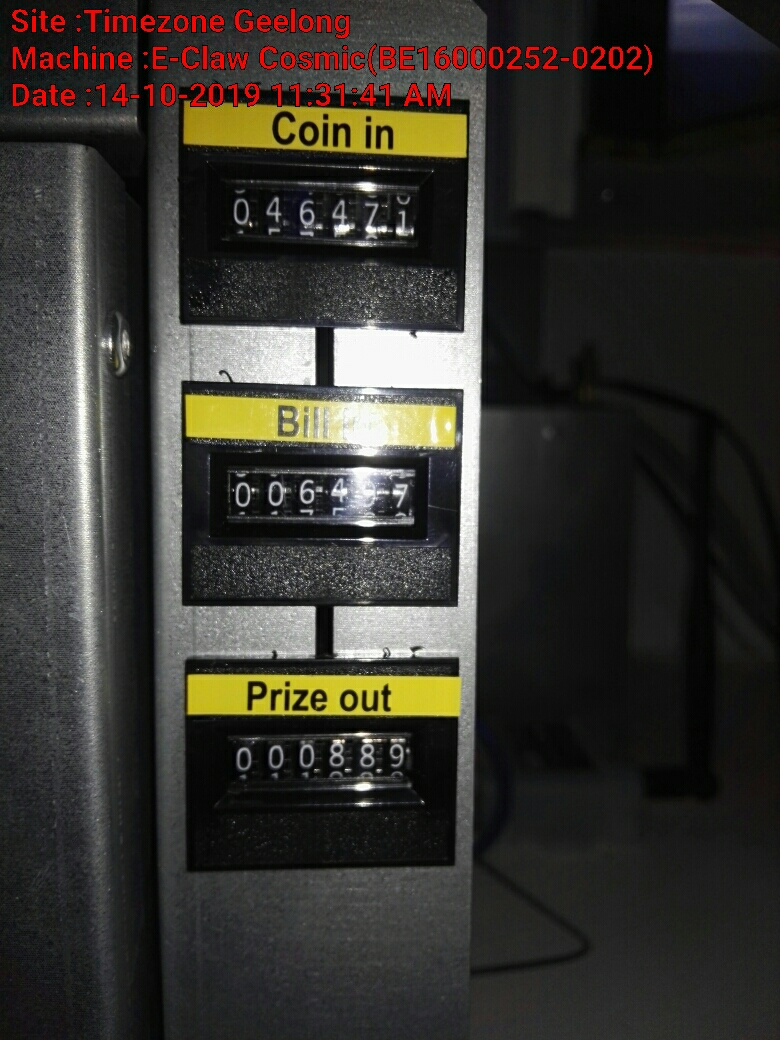 Site :Timezone Geelong
Machine :E-Claw Cosmic(BE16000252-0202)
Date :14-10-2019 11:31:41 AM
Coin in
046471
Bill
Prize out
000889